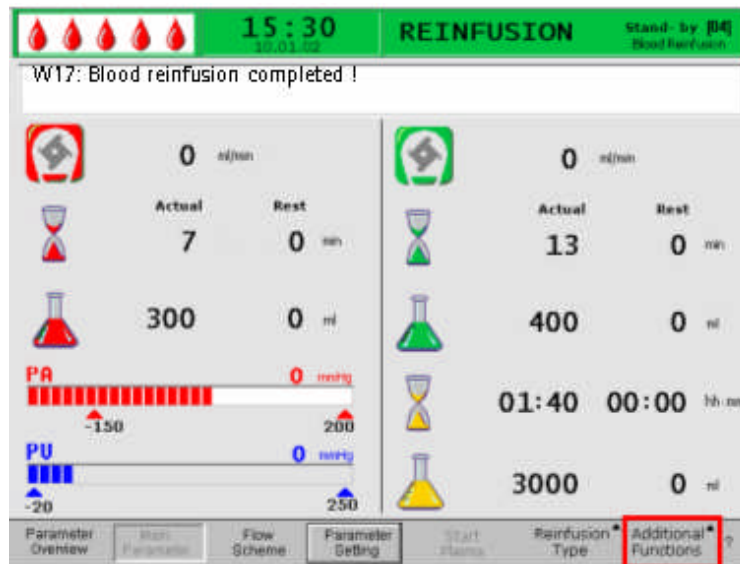 15:30
10.01.02
REINFUSION
Stand-by [04]
Blood Reinfusion
W17: Blood reinfusion completed !
0 ml/min
0 ml/min
Actual Rest
7 0 min
Actual Rest
13 0 min
300 0 ml
400 0 ml
PA 0 mmHg
-150 200
01:40 00:00
PV 0 mmHg
-20 250
3000 0 ml
Parameter Overview
Main Parameter
Flow Scheme
Parameter Setting
Start Plasma
Reinfusion Type
Additional Functions
?